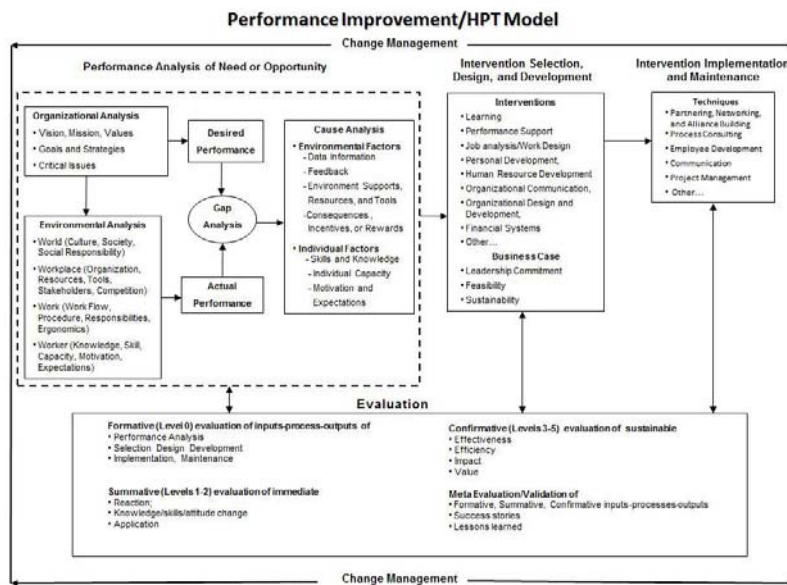 Performance Improvement/HPT Model
Change Management
Performance Analysis of Need or Opportunity
Organizational Analysis
• Vision, Mission, Values
• Goals and Strategies
• Critical Issues
Environmental Analysis
• World (Culture, Society,
Social Responsibility)
• Workplace (Organization,
Resources, Tools,
Stakeholders, Competition)
• Work (Work Flow,
Procedure, Responsibilities,
Ergonomics)
• Worker (Knowledge, Skill,
Capacity, Motivation,
Expectations)
Desired
Performance
Gap
Analysis
Actual
Performance
Cause Analysis
• Environmental Factors
- Data Information
- Feedback
- Environment Supports,
Resources, and Tools
- Consequences,
Incentives, or Rewards
• Individual Factors
- Skills and Knowledge
- Individual Capacity
- Motivation and
Expectations
Intervention Selection,
Design, and Development
Interventions
• Learning
• Performance Support
• Job analysis/Work Design
• Personal Development,
• Human Resource Development
• Organizational Communication,
• Organizational Design and
Development,
• Financial Systems
• Other...
Business Case
• Leadership Commitment
• Feasibility
• Sustainability
Intervention Implementation
and Maintenance
Techniques
• Partnering, Networking,
and Alliance Building
• Process Consulting
• Employee Development
• Communication
• Project Management
• Other...
Evaluation
Formative (Level 0) evaluation of inputs-process-outputs of
• Performance Analysis
• Selection Design Development
• Implementation, Maintenance
Summative (Levels 1-2) evaluation of immediate
• Reaction;
• Knowledge/skills/attitude change
• Application
Confirmative (Levels 3-5) evaluation of sustainable
• Effectiveness
• Efficiency
• Impact
• Value
Meta Evaluation/Validation of
• Formative, Summative, Confirmative inputs-processes-outputs
• Success stories
• Lessons learned
Change Management